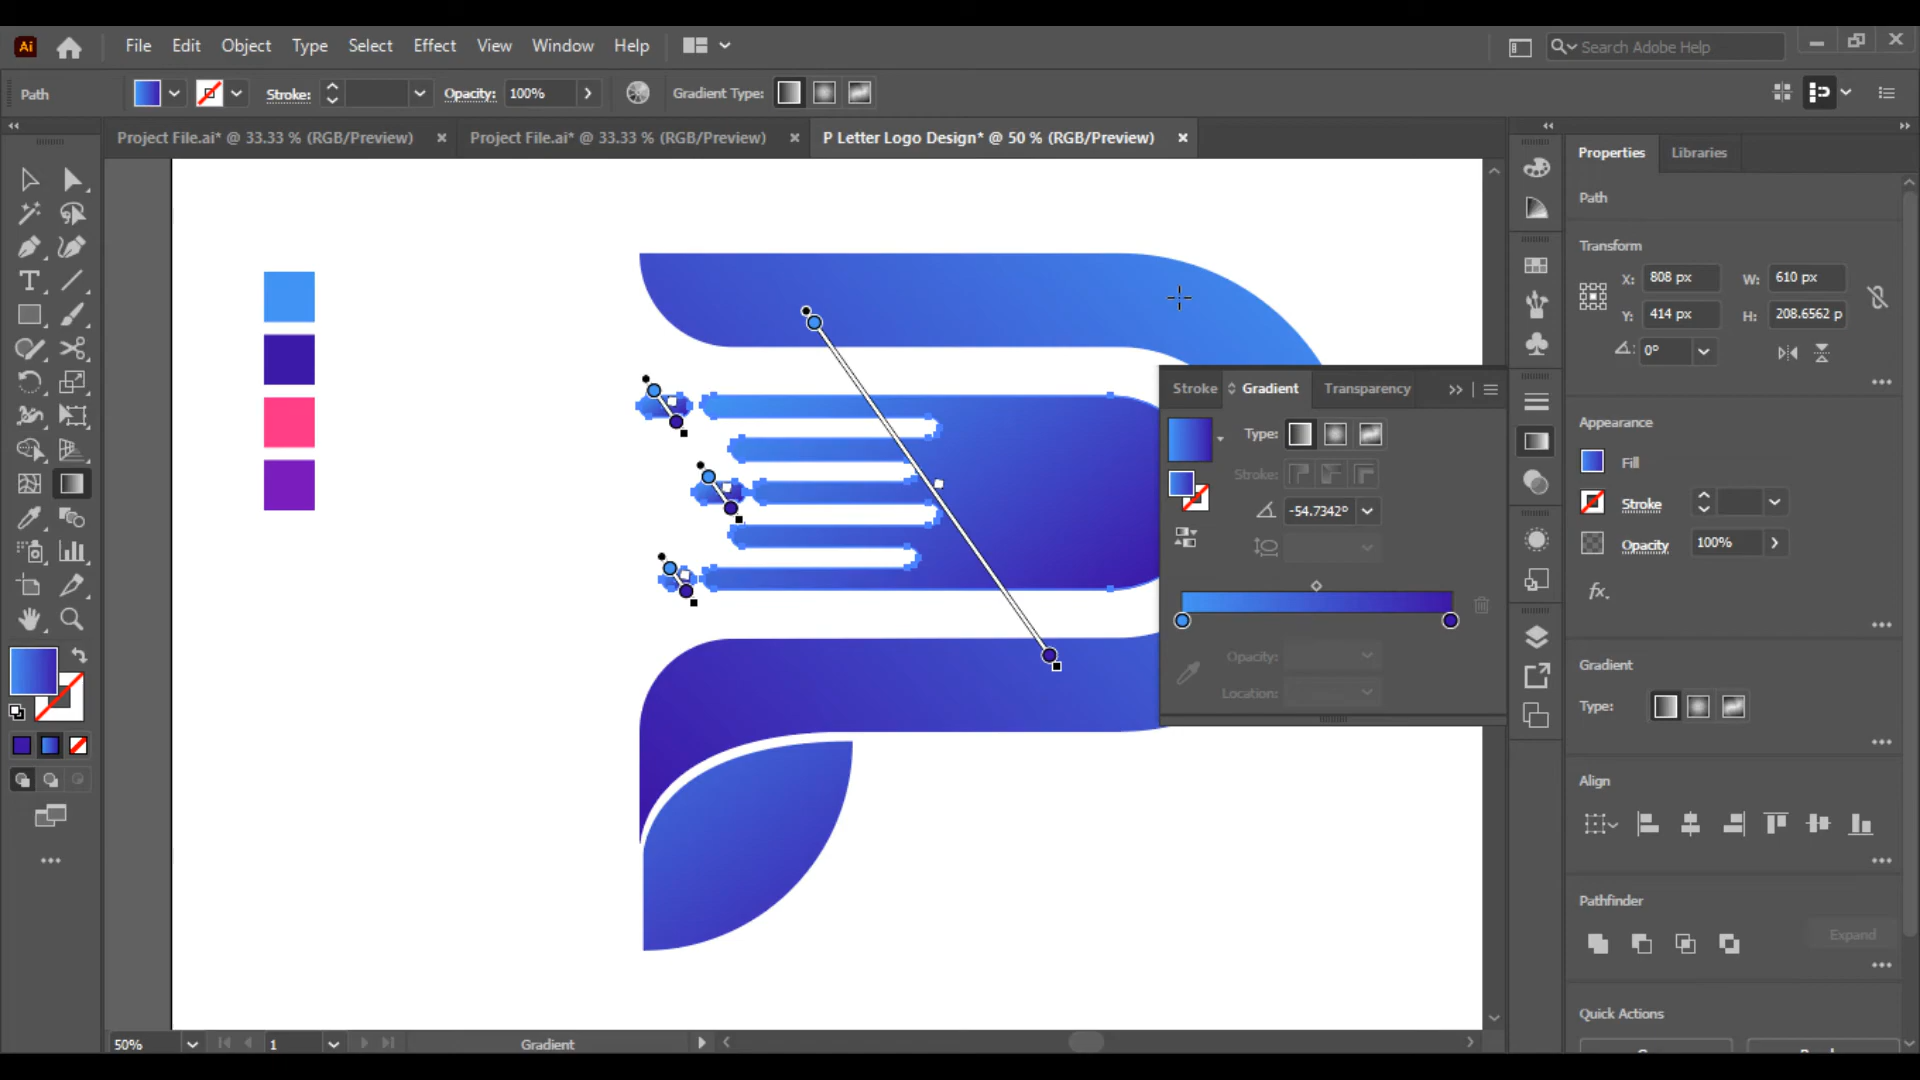 Ai File Edit Object Type Select Effect View Window Help Search Adobe Help
Path Stroke: Opacity: 100% Gradient Type:
Project File.ai* @ 33.33 % (RGB/Preview) Project File.ai* @ 33.33 % (RGB/Preview) P Letter Logo Design* @ 50 % (RGB/Preview)
Properties Libraries
Path
Transform
X: 808 px W: 610 px
Y: 414 px H: 208.6562 p
0°
Stroke Gradient Transparency
Type:
Stroke:
-54.7342°
Opacity:
Location:
Appearance
Fill
Stroke
Opacity 100%
fx.
Gradient
Type:
Align
Pathfinder
Expand
Quick Actions
50% 1 Gradient